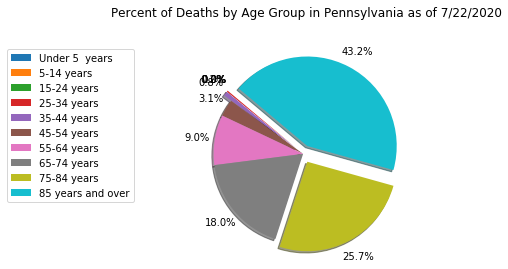 Percent of Deaths by Age Group in Pennsylvania as of 7/22/2020
Under 5  years
5-14 years
15-24 years
25-34 years
35-44 years
45-54 years
55-64 years
65-74 years
75-84 years
85 years and over
43.2%
0.8%
3.1%
9.0%
18.0%
25.7%